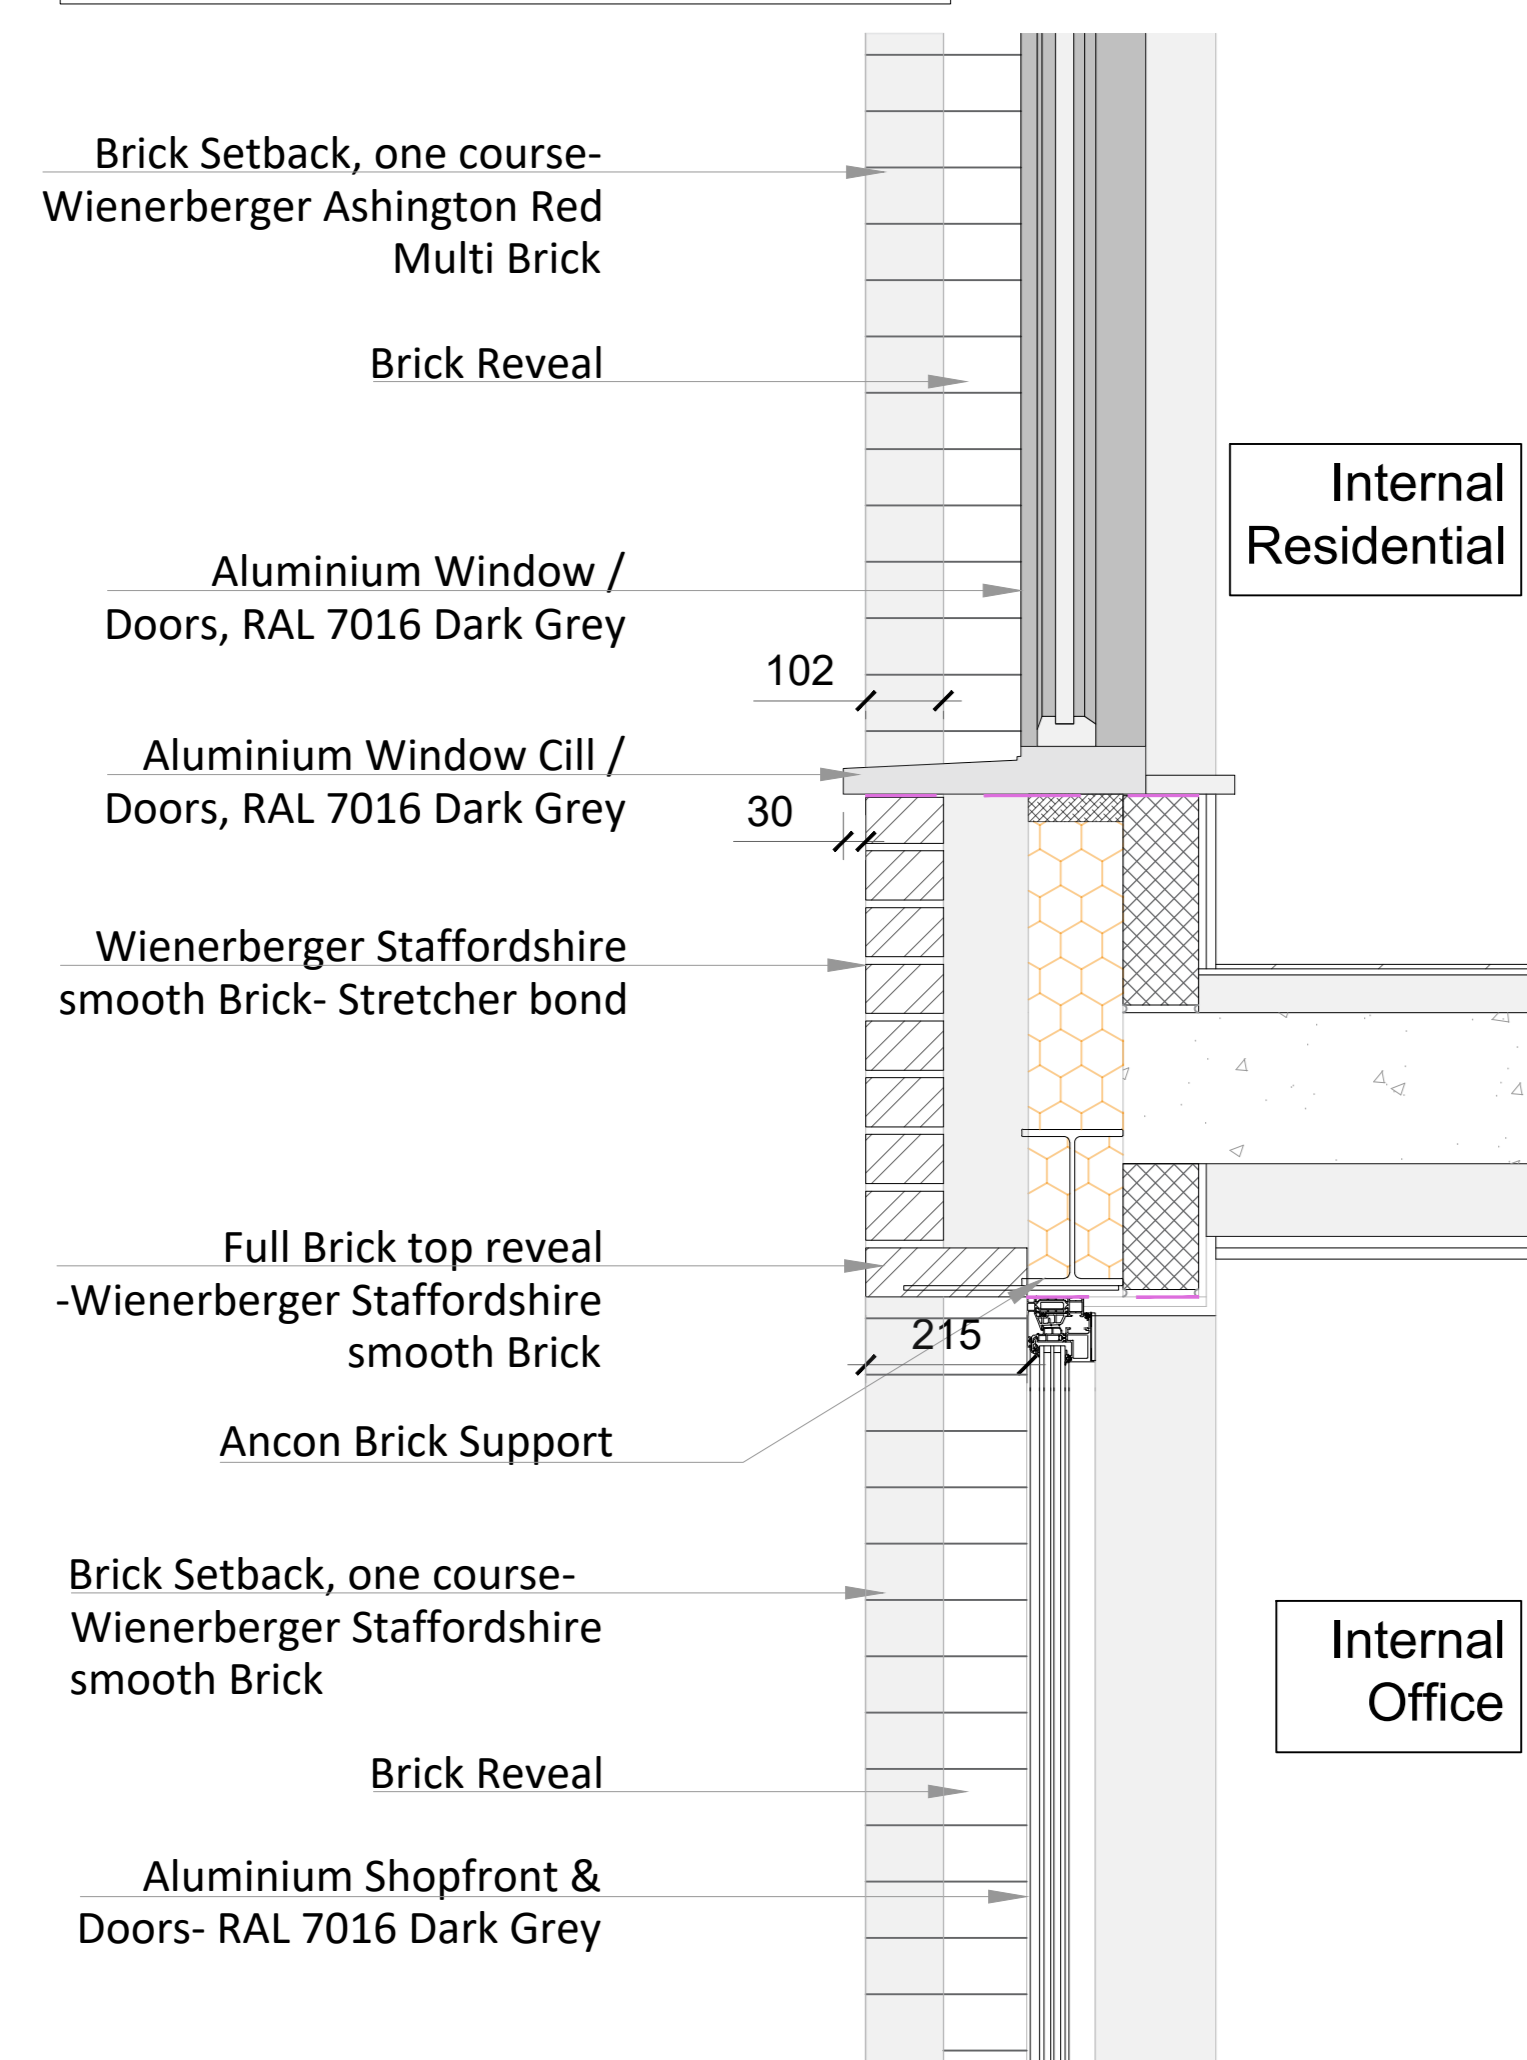 Brick Setback, one course-
Wienerberger Ashington Red
Multi Brick
Brick Reveal
Internal
Residential
Aluminium Window /
Doors, RAL 7016 Dark Grey
102
Aluminium Window Cill /
Doors, RAL 7016 Dark Grey
30
Wienerberger Staffordshire
smooth Brick- Stretcher bond
Full Brick top reveal
-Wienerberger Staffordshire
smooth Brick
215
Ancon Brick Support
Brick Setback, one course-
Wienerberger Staffordshire
smooth Brick
Internal
Office
Brick Reveal
Aluminium Shopfront &
Doors- RAL 7016 Dark Grey